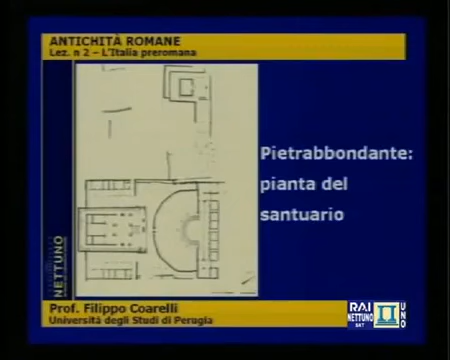 ANTICHITÀ ROMANE
Lez. n 2 – L'Italia preromana
Pietrabbondante:
pianta del
santuario
NETTUNO
Prof. Filippo Coarelli
Università degli Studi di Perugia
RAI
NETTUNO
SAT
UNO